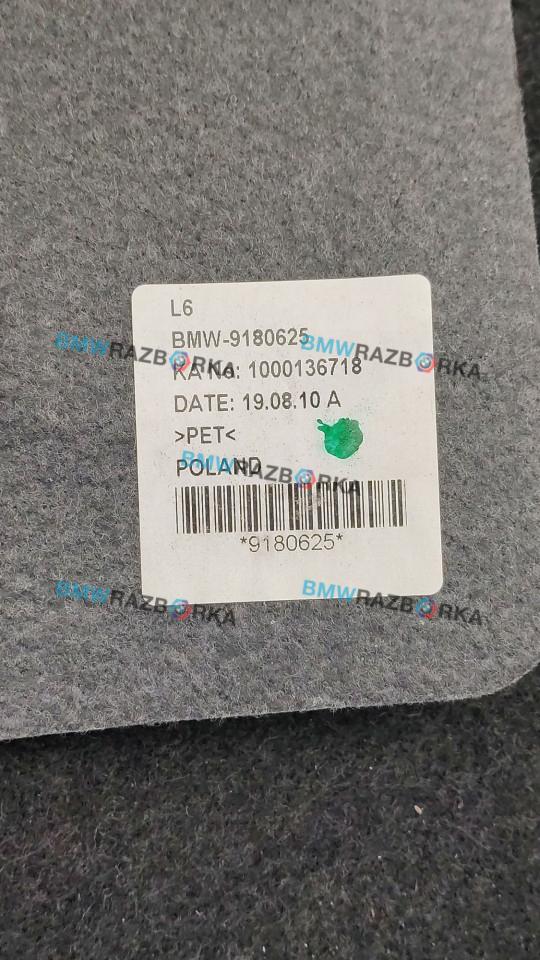 L6
BMW-9180625
KA No: 1000136718
DATE: 19.08.10 A
>PET<
POLAND
*9180625*
BMWRAZBORKA
BMWRAZBORKA
BMWRAZBORKA
BMWRAZBORKA
BMWRAZBORKA